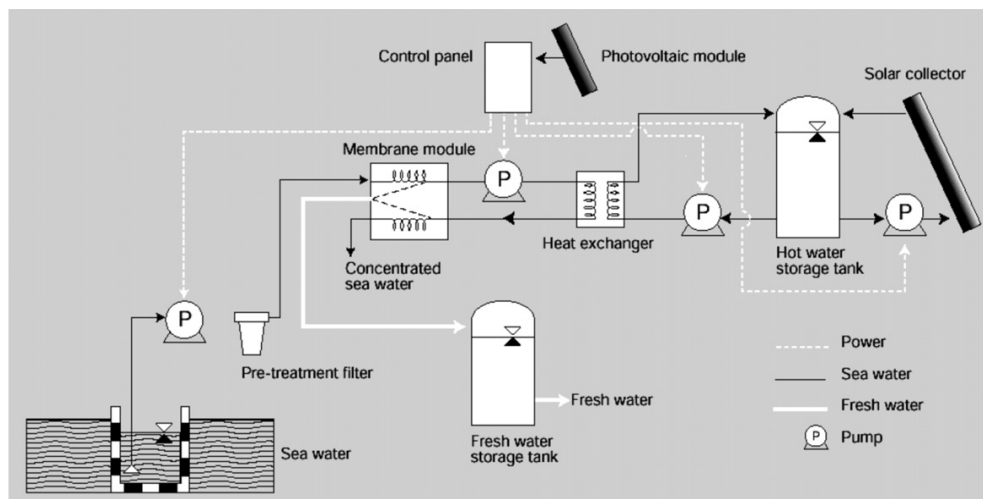 Control panel
Photovoltaic module
Solar collector
Membrane module
P
P
P
P
Heat exchanger
Hot water
storage tank
Concentrated
sea water
Pre-treatment filter
Sea water
Fresh water
Fresh water
storage tank
Power
Sea water
Fresh water
P
Pump